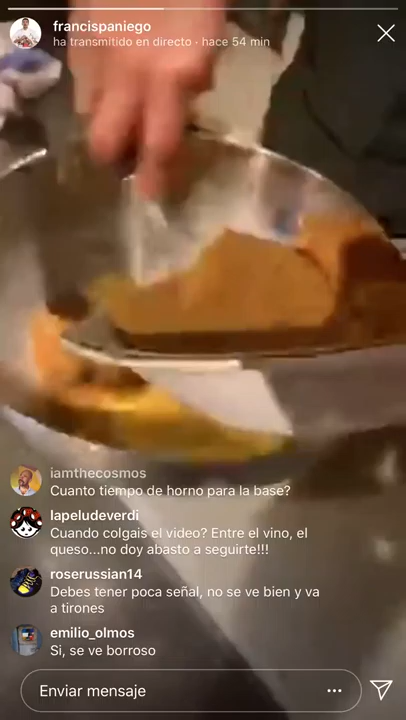 francispaniego
ha transmitido en directo · hace 54 min
iamthecosmos
Cuanto tiempo de horno para la base?
lapeludeverdi
Cuando colgais el video? Entre el vino, el
queso...no doy abasto a seguirte!!!
roserussian14
Debes tener poca señal, no se ve bien y va
a tirones
emilio_olmos
Si, se ve borroso
Enviar mensaje